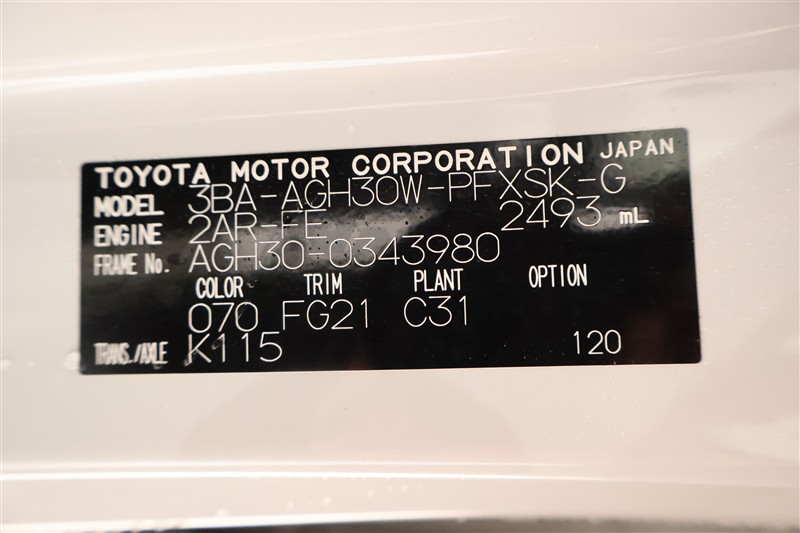 TOYOTA MOTOR CORPORATION JAPAN
MODEL 3BA-AGH30W-PFXSK-G
ENGINE 2AR-FE 2493 mL
FRAME No. AGH30-0343980
COLOR TRIM PLANT OPTION
070 FG21 C31
TRANS./AXLE K115 120